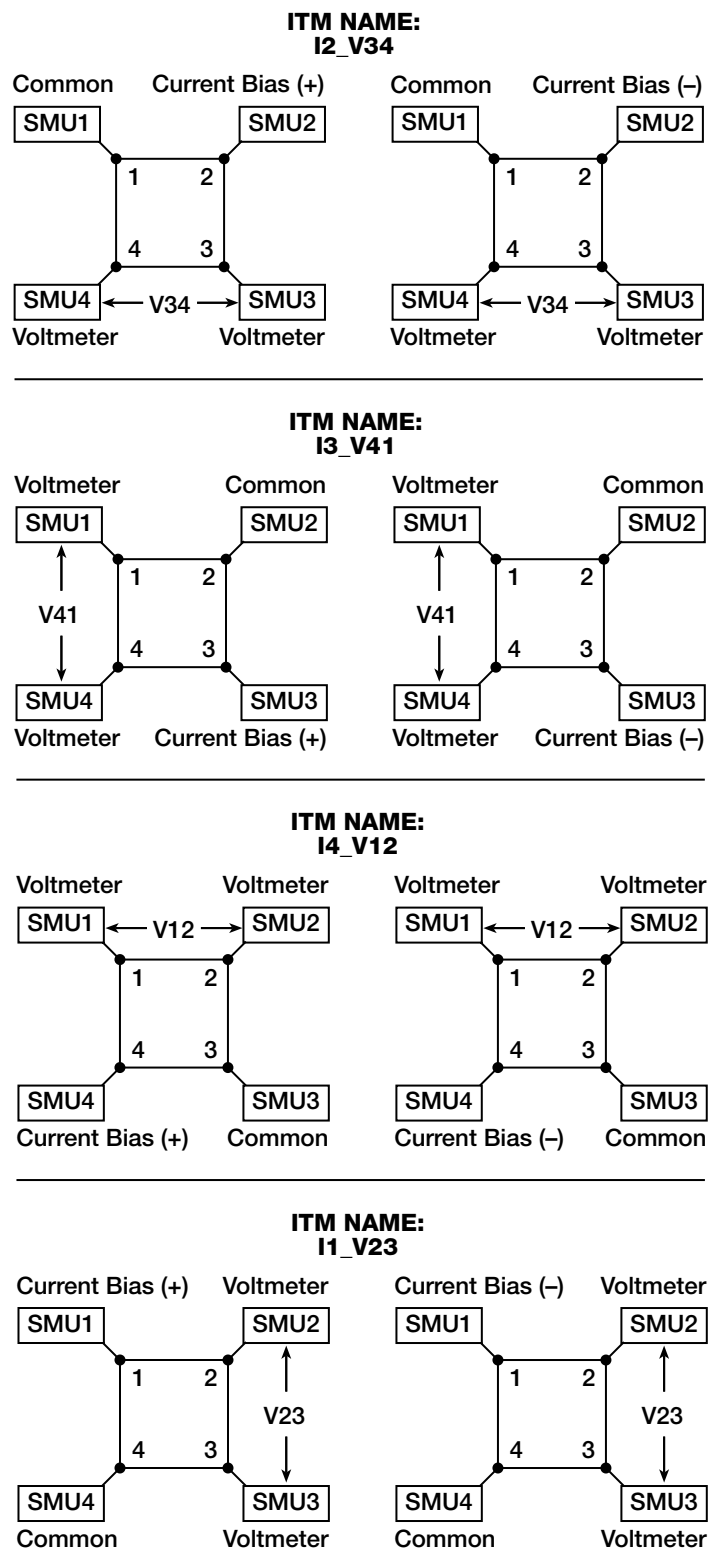 ITM NAME:
I2_V34
Common Current Bias (+) Common Current Bias (–)
SMU1 SMU2 SMU1 SMU2
1 2 1 2
4 3 4 3
SMU4 V34 SMU3 SMU4 V34 SMU3
Voltmeter Voltmeter Voltmeter Voltmeter
ITM NAME:
I3_V41
Voltmeter Common Voltmeter Common
SMU1 SMU2 SMU1 SMU2
1 2 1 2
V41 V41
4 3 4 3
SMU4 SMU3 SMU4 SMU3
Voltmeter Current Bias (+) Voltmeter Current Bias (–)
ITM NAME:
I4_V12
Voltmeter Voltmeter Voltmeter Voltmeter
SMU1 V12 SMU2 SMU1 V12 SMU2
1 2 1 2
4 3 4 3
SMU4 SMU3 SMU4 SMU3
Current Bias (+) Common Current Bias (–) Common
ITM NAME:
I1_V23
Current Bias (+) Voltmeter Current Bias (–) Voltmeter
SMU1 SMU2 SMU1 SMU2
1 2 1 2
V23 V23
4 3 4 3
SMU4 SMU3 SMU4 SMU3
Common Voltmeter Common Voltmeter